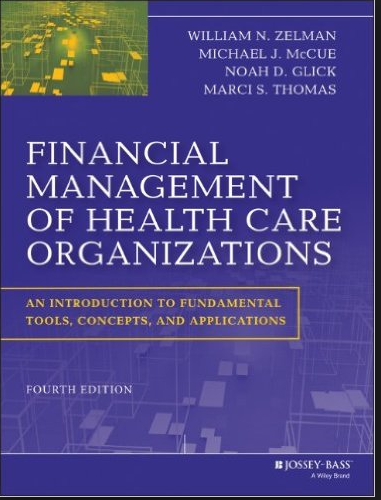 WILLIAM N. ZELMAN
MICHAEL J. McCUE
NOAH D. GLICK
MARCI S. THOMAS
FINANCIAL
MANAGEMENT
OF HEALTH CARE
ORGANIZATIONS
AN INTRODUCTION TO FUNDAMENTAL
TOOLS, CONCEPTS, AND APPLICATIONS
FOURTH EDITION
JOSSEY-BASS™
A Wiley Brand